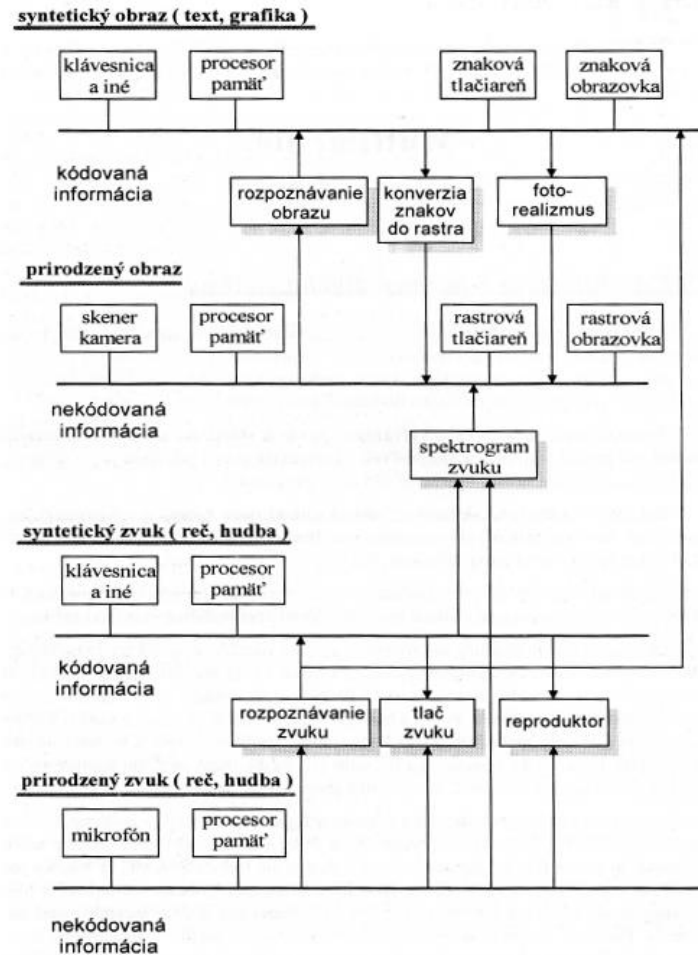 syntetický obraz ( text, grafika )
klávesnica
a iné
procesor
pamäť
znaková
tlačiareň
znaková
obrazovka
kódovaná
informácia
rozpoznávanie
obrazu
konverzia
znakov
do rastra
foto-
realizmus
prirodzený obraz
skener
kamera
procesor
pamäť
rastrová
tlačiareň
rastrová
obrazovka
nekódovaná
informácia
spektrogram
zvuku
syntetický zvuk ( reč, hudba )
klávesnica
a iné
procesor
pamäť
kódovaná
informácia
rozpoznávanie
zvuku
tlač
zvuku
reproduktor
prirodzený zvuk ( reč, hudba )
mikrofón
procesor
pamäť
nekódovaná
informácia